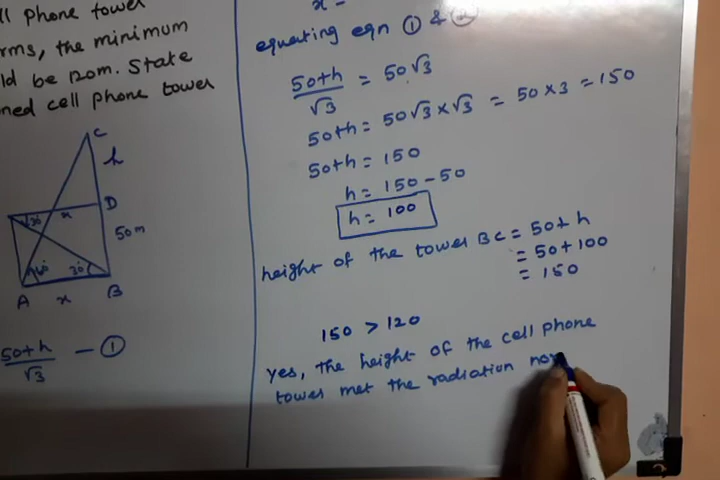 ll phone tower
rms, the minimum
ld be 120m. State
ned cell phone tower
C
h
D
30° x
50m
60° 30°
A x B
50+h/√3 — ①
x =
equating eqn ① & ②
50+h/√3 = 50√3
50+h = 50√3 × √3 = 50 × 3 = 150
50+h = 150
h = 150 - 50
h = 100
height of the tower BC = 50+h
= 50+100
= 150
150 > 120
yes, the height of the cell phone
tower met the radiation nor